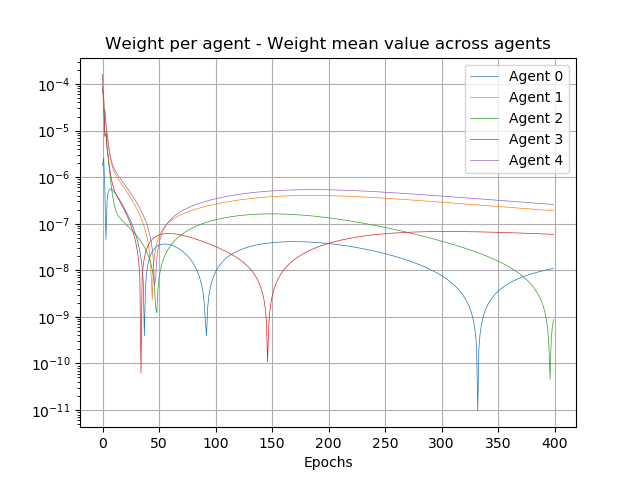 Weight per agent - Weight mean value across agents
10⁻⁴
10⁻⁵
10⁻⁶
10⁻⁷
10⁻⁸
10⁻⁹
10⁻¹⁰
10⁻¹¹
Agent 0
Agent 1
Agent 2
Agent 3
Agent 4
0 50 100 150 200 250 300 350 400
Epochs